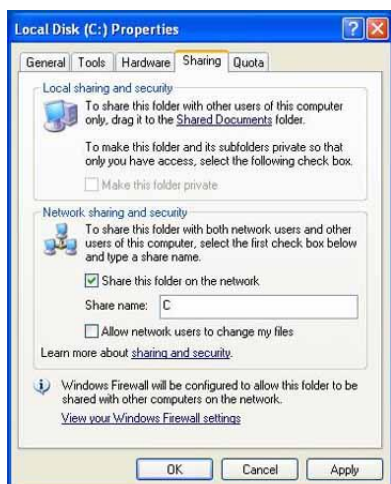 Local Disk (C:) Properties
General Tools Hardware Sharing Quota
Local sharing and security
To share this folder with other users of this computer
only, drag it to the Shared Documents folder.
To make this folder and its subfolders private so that
only you have access, select the following check box.
Make this folder private
Network sharing and security
To share this folder with both network users and other
users of this computer, select the first check box below
and type a share name.
Share this folder on the network
Share name: C
Allow network users to change my files
Learn more about sharing and security.
Windows Firewall will be configured to allow this folder to be
shared with other computers on the network.
View your Windows Firewall settings
OK Cancel Apply